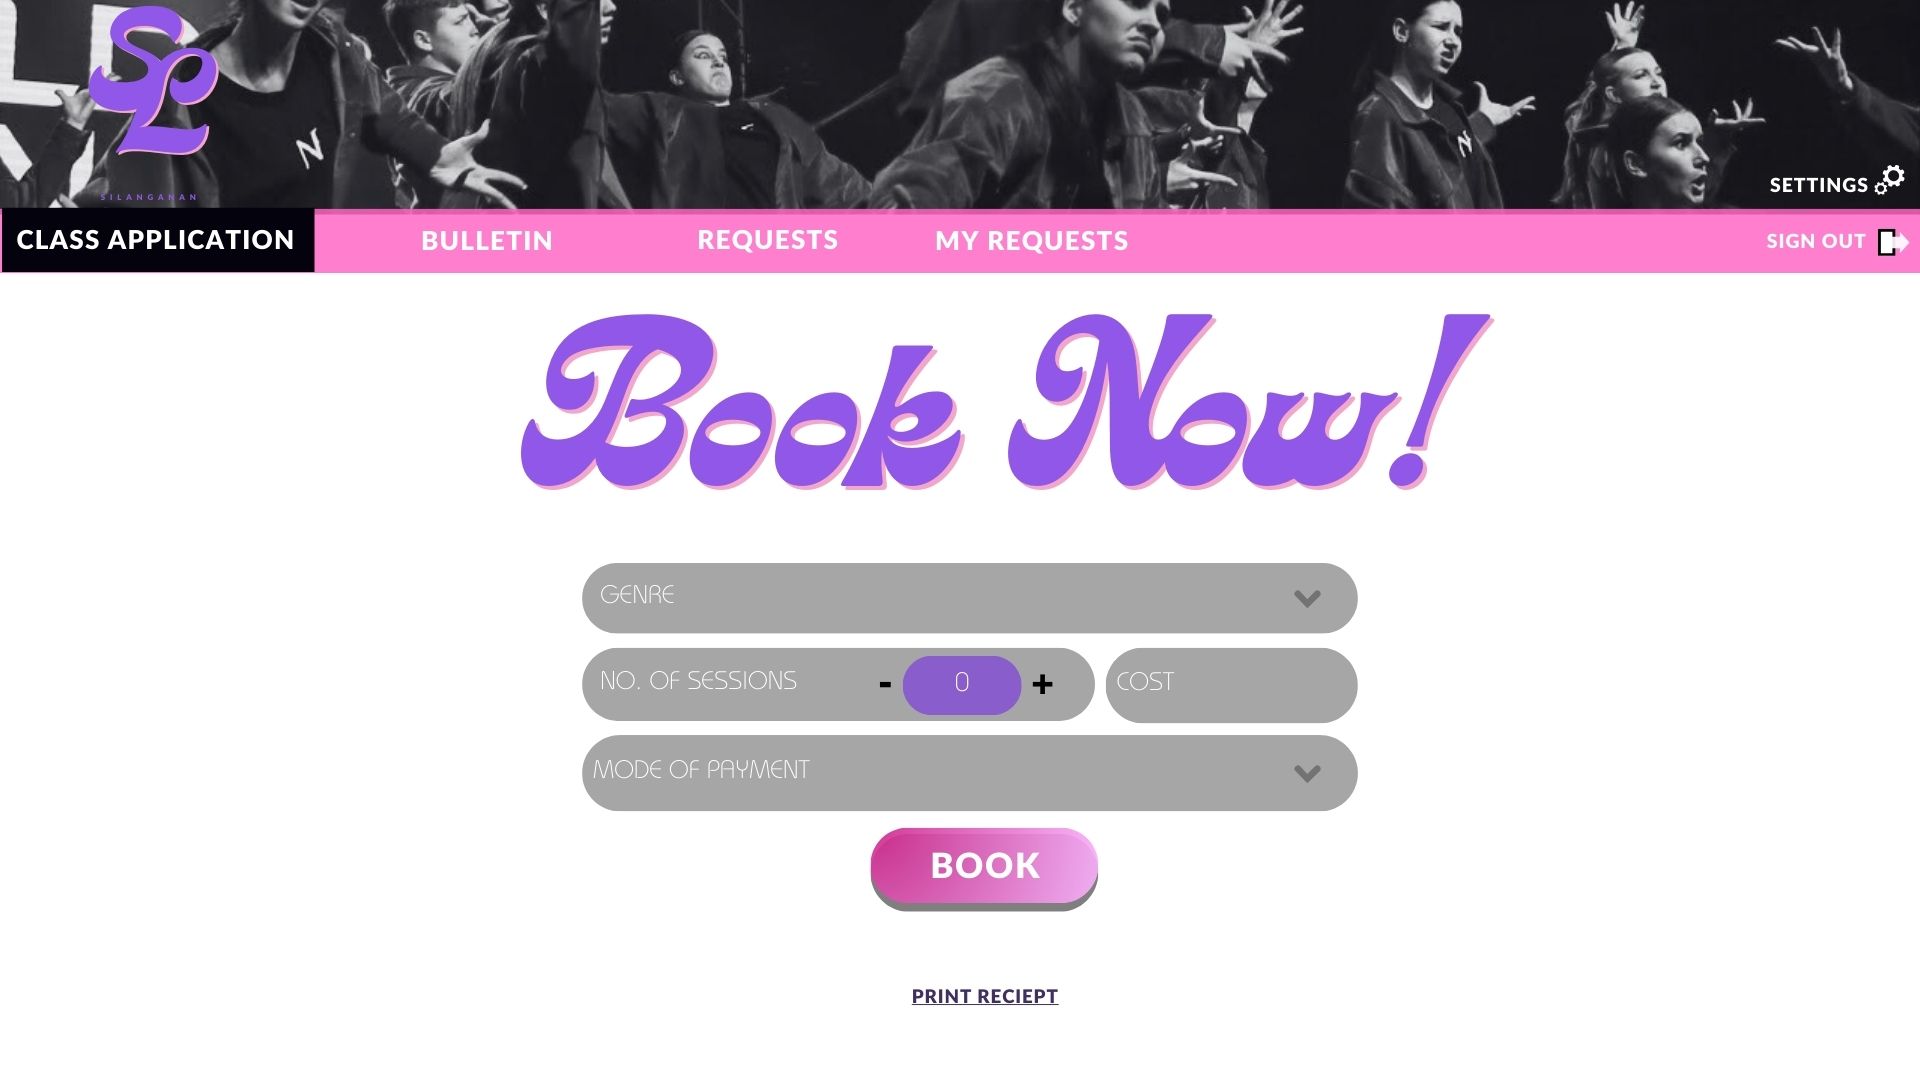 SL
SILANGANAN
SETTINGS
CLASS APPLICATION
BULLETIN
REQUESTS
MY REQUESTS
SIGN OUT
Book Now!
GENRE
NO. OF SESSIONS - 0 +
COST
MODE OF PAYMENT
BOOK
PRINT RECIEPT